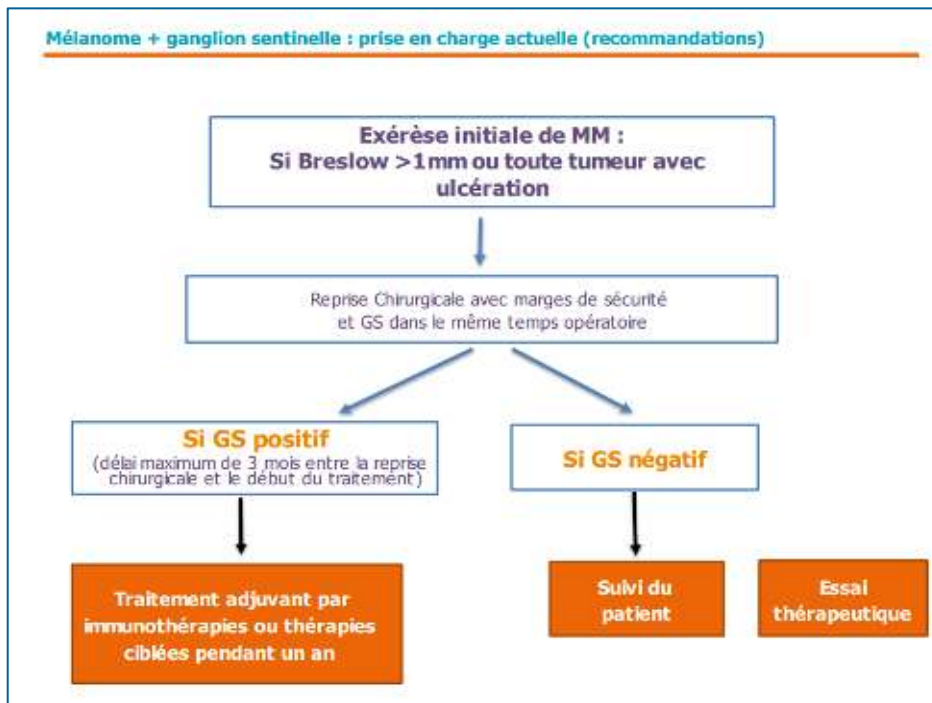 Mélanome + ganglion sentinelle : prise en charge actuelle (recommandations)
Exérèse initiale de MM :
Si Breslow >1mm ou toute tumeur avec
ulcération
Reprise Chirurgicale avec marges de sécurité
et GS dans le même temps opératoire
Si GS positif
(délai maximum de 3 mois entre la reprise
chirurgicale et le début du traitement)
Si GS négatif
Traitement adjuvant par
immunothérapies ou thérapies
ciblées pendant un an
Suivi du
patient
Essai
thérapeutique